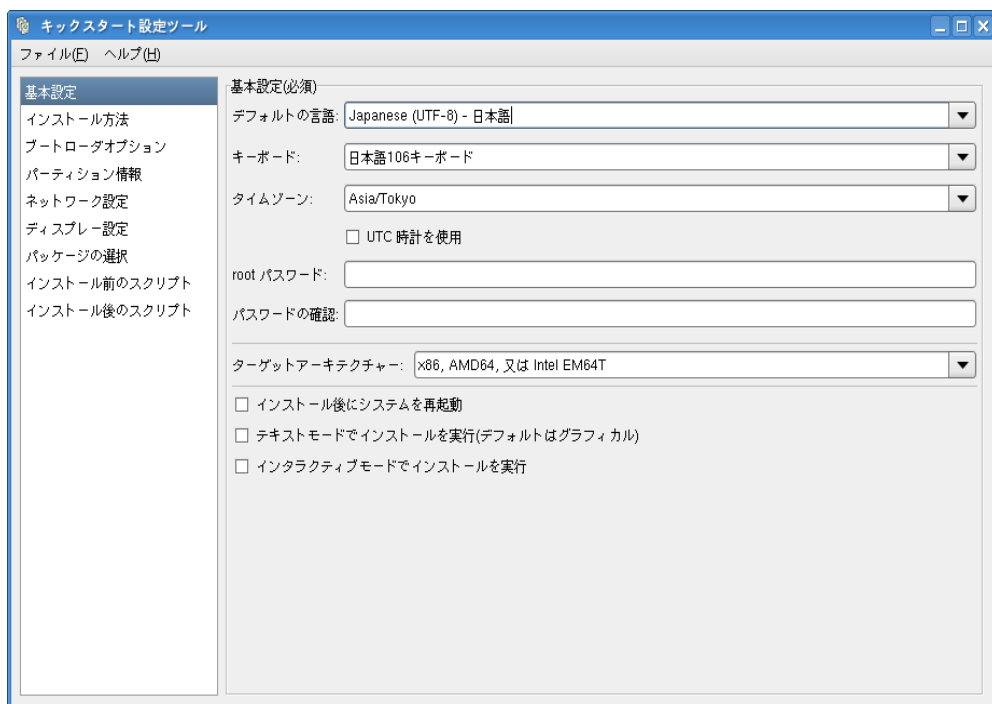 キックスタート設定ツール
ファイル(F) ヘルプ(H)
基本設定
インストール方法
ブートローダオプション
パーティション情報
ネットワーク設定
ディスプレー設定
パッケージの選択
インストール前のスクリプト
インストール後のスクリプト
基本設定(必須)
デフォルトの言語: Japanese (UTF-8) - 日本語
キーボード: 日本語106キーボード
タイムゾーン: Asia/Tokyo
UTC 時計を使用
root パスワード:
パスワードの確認:
ターゲットアーキテクチャー: x86, AMD64, 又は Intel EM64T
インストール後にシステムを再起動
テキストモードでインストールを実行(デフォルトはグラフィカル)
インタラクティブモードでインストールを実行